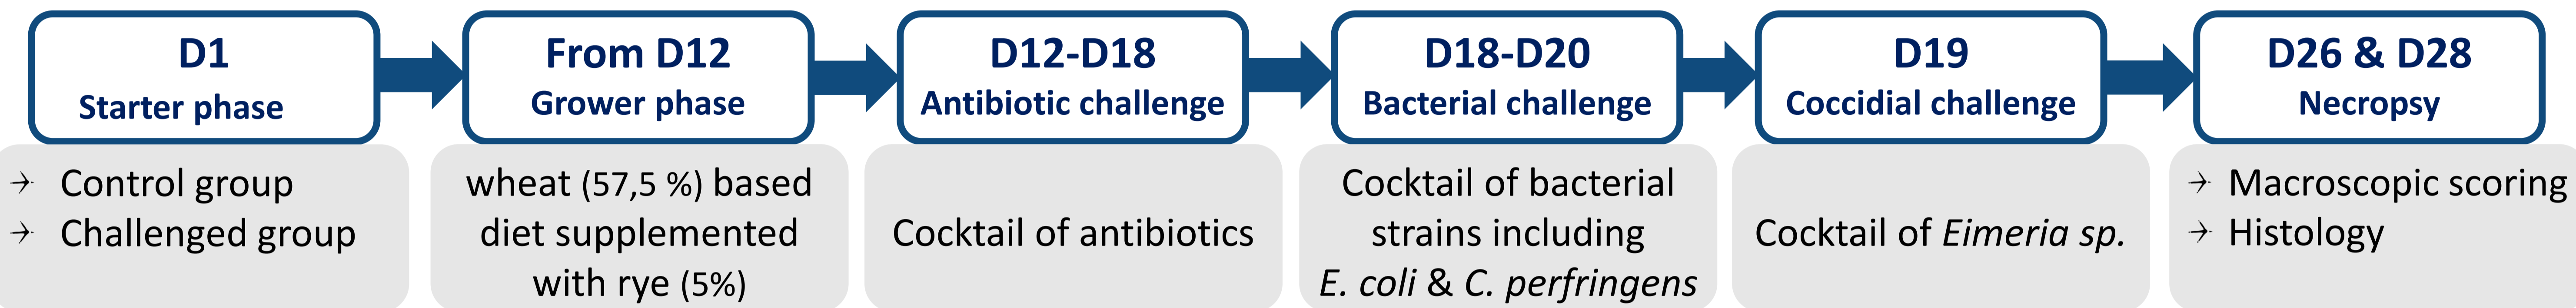 D1
Starter phase
→ Control group
→ Challenged group
From D12
Grower phase
wheat (57,5 %) based
diet supplemented
with rye (5%)
D12-D18
Antibiotic challenge
Cocktail of antibiotics
D18-D20
Bacterial challenge
Cocktail of bacterial
strains including
E. coli & C. perfringens
D19
Coccidial challenge
Cocktail of Eimeria sp.
D26 & D28
Necropsy
→ Macroscopic scoring
→ Histology